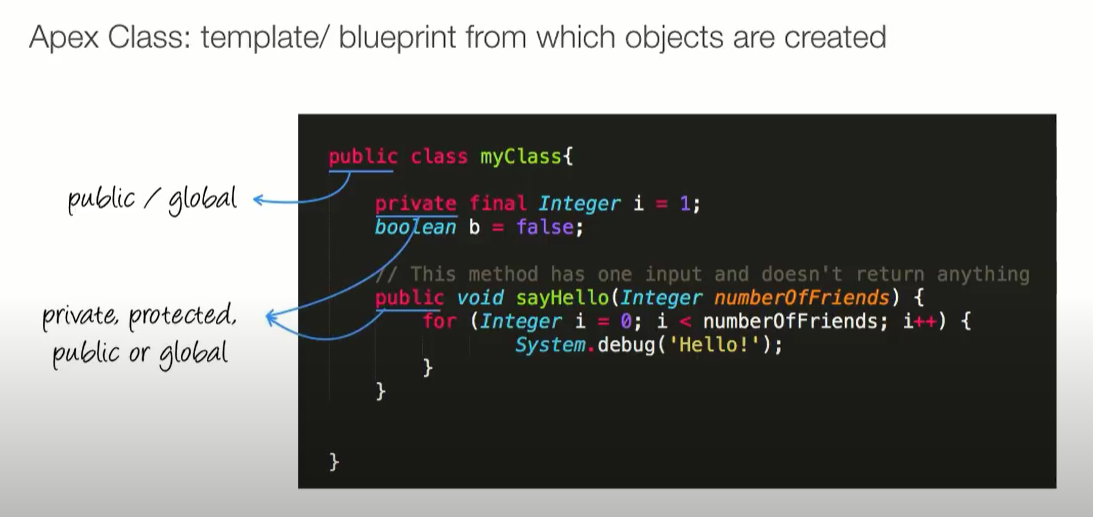 Apex Class: template/ blueprint from which objects are created
public class myClass{
public / global
private final Integer i = 1;
boolean b = false;
// This method has one input and doesn't return anything
private, protected,
public or global
public void sayHello(Integer numberOfFriends) {
for (Integer i = 0; i < numberOfFriends; i++) {
System.debug('Hello!');
}
}
}